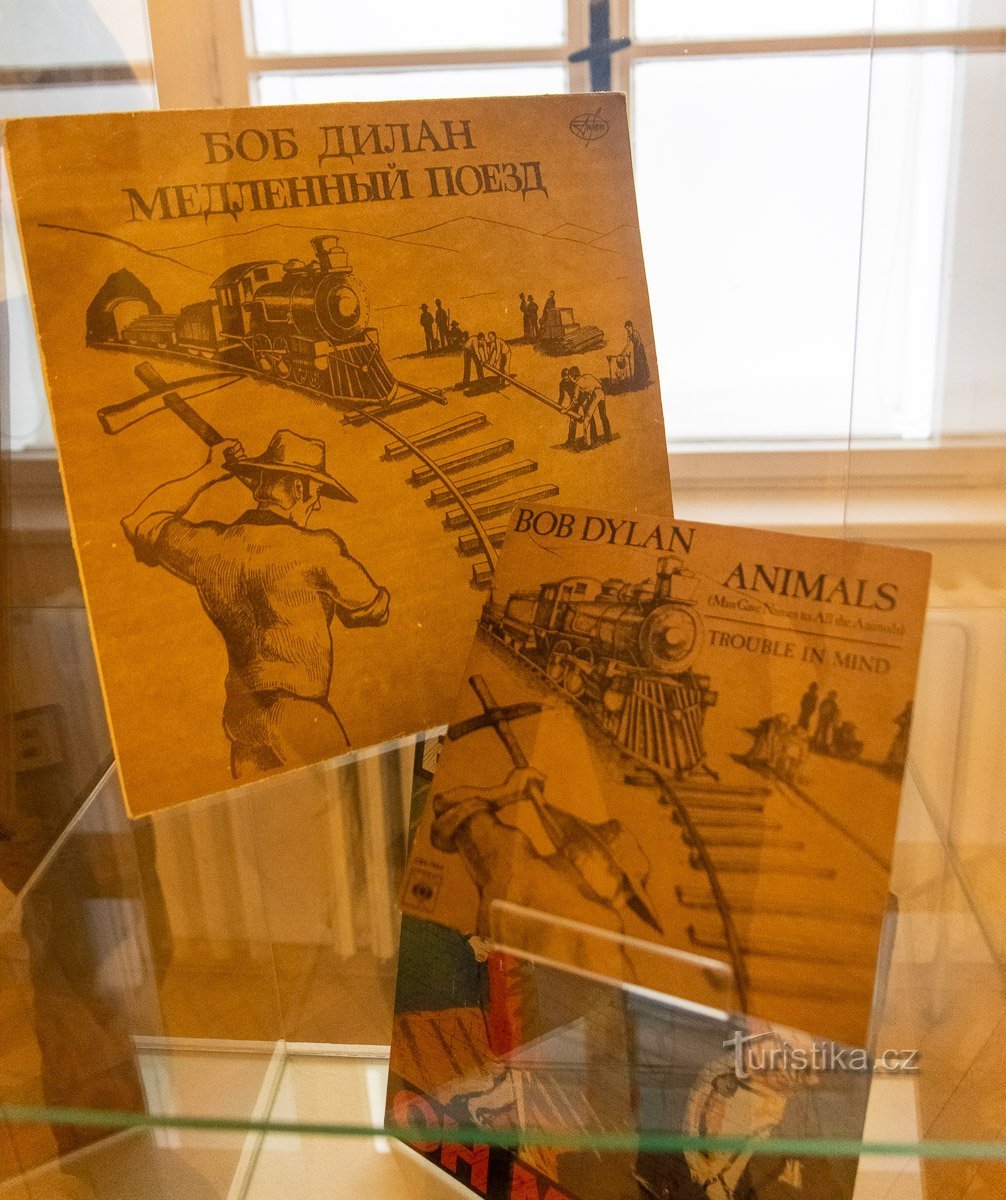 БОБ ДИЛАН
МЕДЛЕННЫЙ ПОЕЗД
BOB DYLAN
ANIMALS
(Man Gave Names to All the Animals)
TROUBLE IN MIND
Turistika.cz